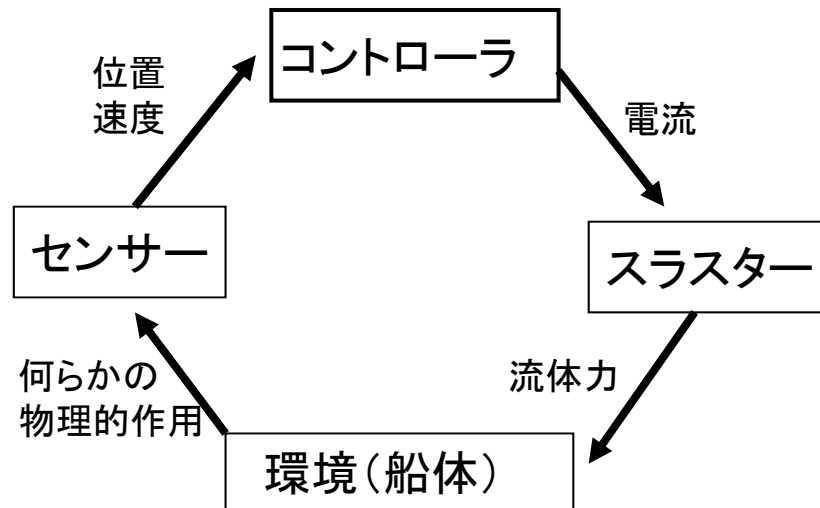 コントローラ
位置
速度
電流
センサー
スラスター
何らかの
物理的作用
流体力
環境（船体）